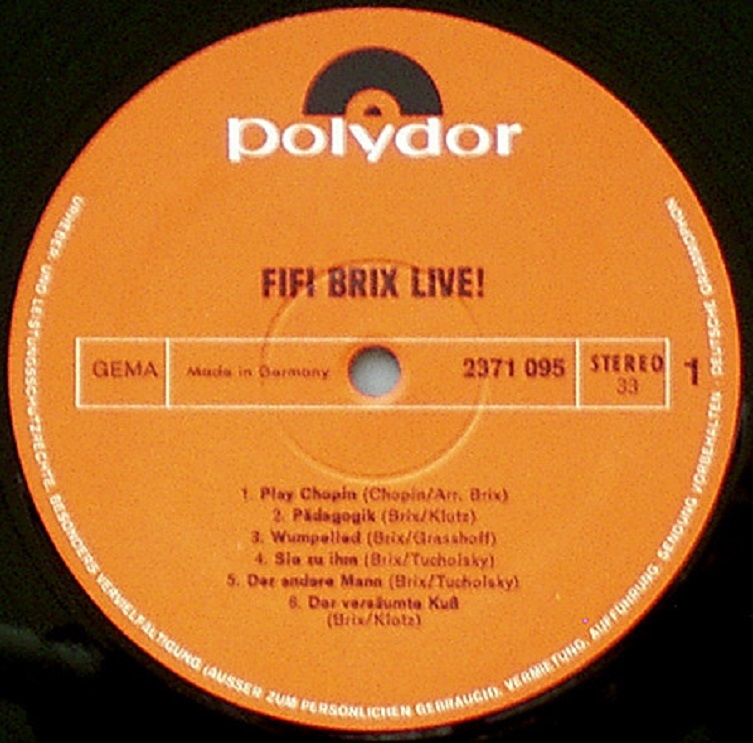 polydor
FIFI BRIX LIVE!
GEMA
Made in Germany
2371 095
STEREO
33
1
1. Play Chopin (Chopin/Arr. Brix)
2. Pädagogik (Brix/Klotz)
3. Wumpellied (Brix/Grasshoff)
4. Sie zu ihm (Brix/Tucholsky)
5. Der andere Mann (Brix/Tucholsky)
6. Der versäumte Kuß
(Brix/Klotz)
URHEBER- UND LEISTUNGSSCHUTZRECHTE, BESONDERS VERVIELFÄLTIGUNG (AUSSER ZUM PERSÖNLICHEN GEBRAUCH), VERMIETUNG, AUFFÜHRUNG, SENDUNG VORBEHALTEN · DEUTSCHE GRAMMOPHON